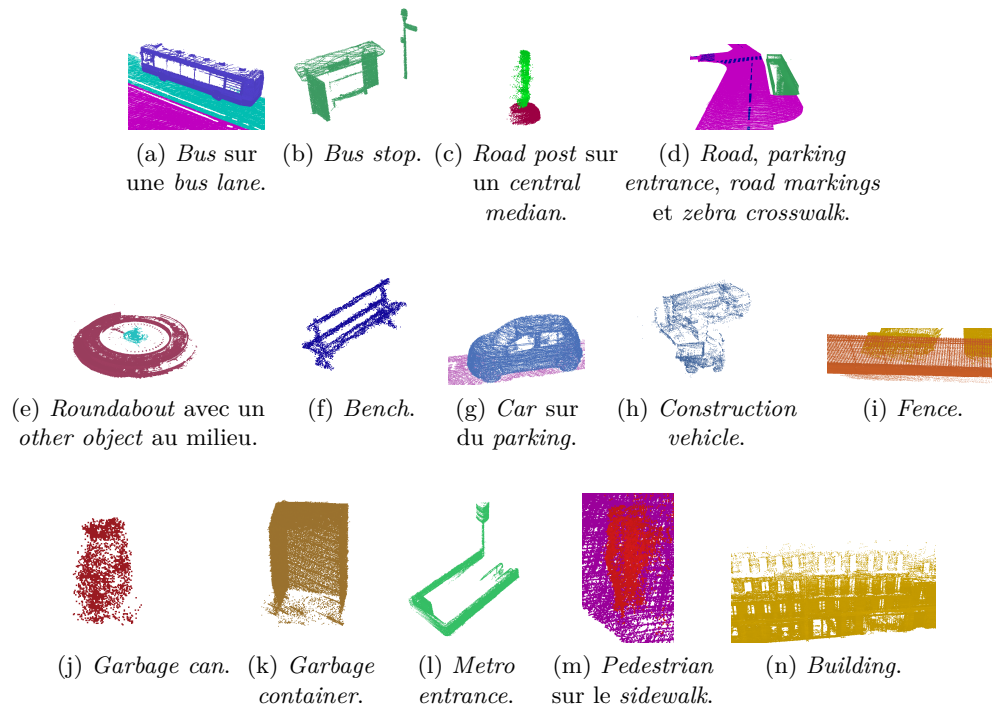 (a) Bus sur
une bus lane.
(b) Bus stop.
(c) Road post sur
un central
median.
(d) Road, parking
entrance, road markings
et zebra crosswalk.
(e) Roundabout avec un
other object au milieu.
(f) Bench.
(g) Car sur
du parking.
(h) Construction
vehicle.
(i) Fence.
(j) Garbage can.
(k) Garbage
container.
(l) Metro
entrance.
(m) Pedestrian
sur le sidewalk.
(n) Building.